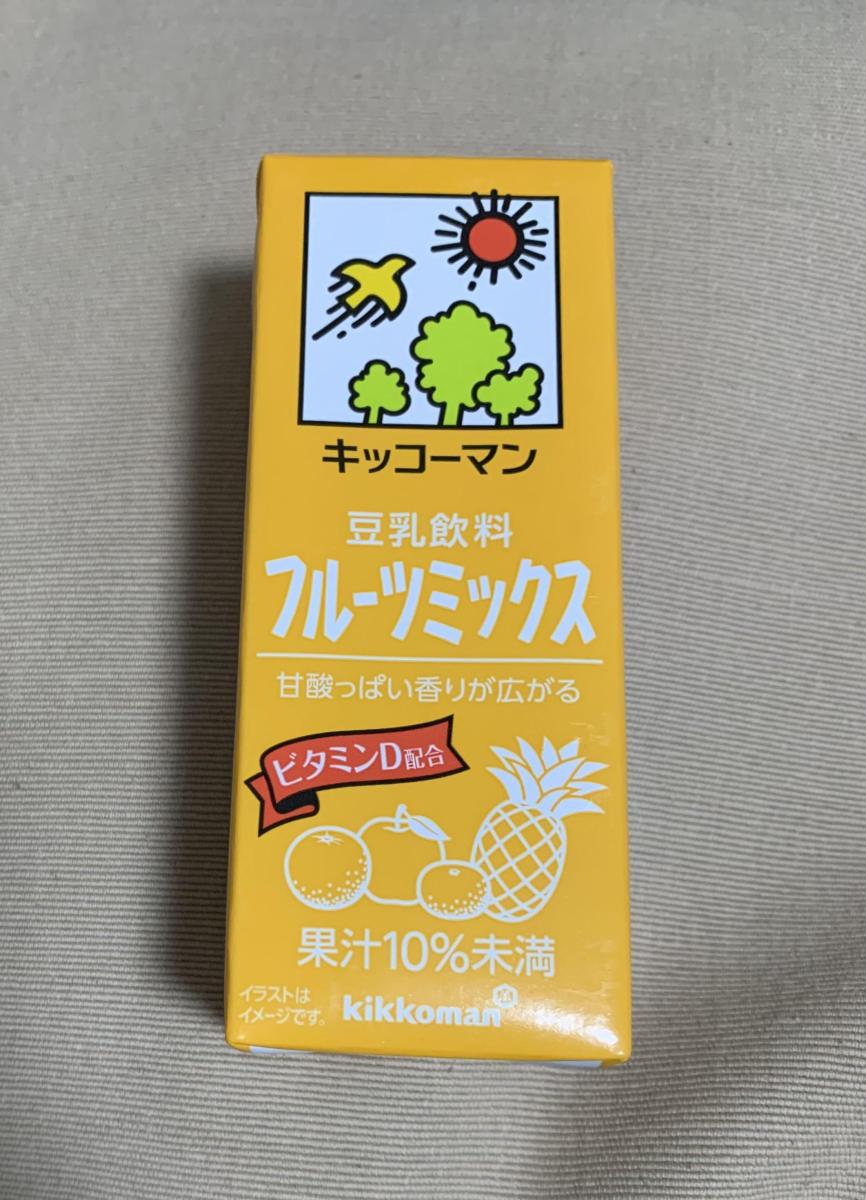 キッコーマン
豆乳飲料
フルーツミックス
甘酸っぱい香りが広がる
ビタミンD配合
果汁10%未満
イラストは
イメージです。
kikkoman